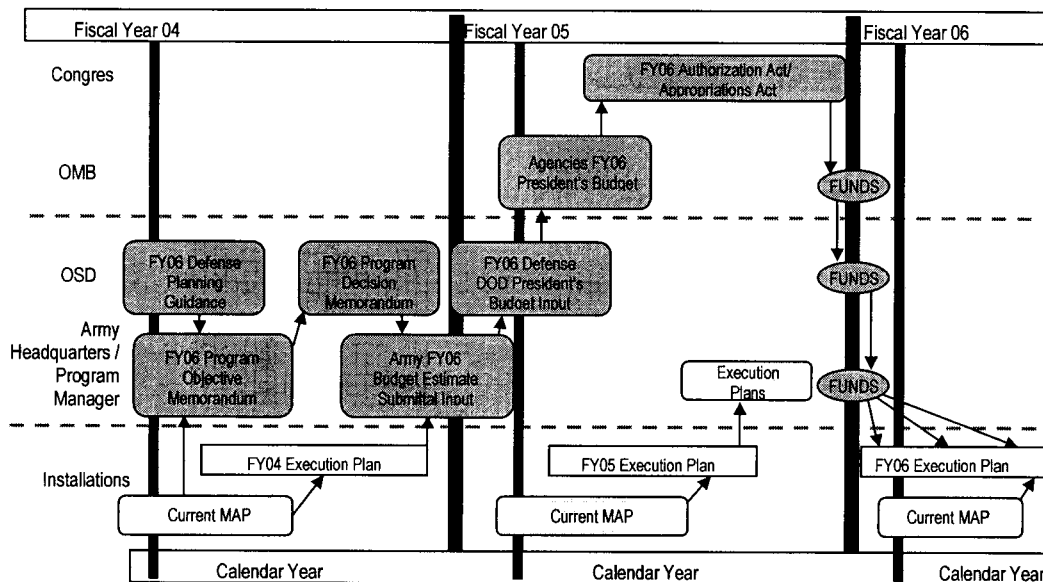 Fiscal Year 04
Fiscal Year 05
Fiscal Year 06
Congres
FY06 Authorization Act/
Appropriations Act
OMB
Agencies FY06
President's Budget
FUNDS
OSD
FY06 Defense
Planning
Guidance
FY06 Program
Decision
Memorandum
FY06 Defense
DOD President's
Budget Input
FUNDS
Army
Headquarters /
Program
Manager
FY06 Program
Objective
Memorandum
Army FY06
Budget Estimate
Submittal Input
Execution
Plans
FUNDS
Installations
FY04 Execution Plan
FY05 Execution Plan
FY06 Execution Plan
Current MAP
Current MAP
Current MAP
Calendar Year
Calendar Year
Calendar Year